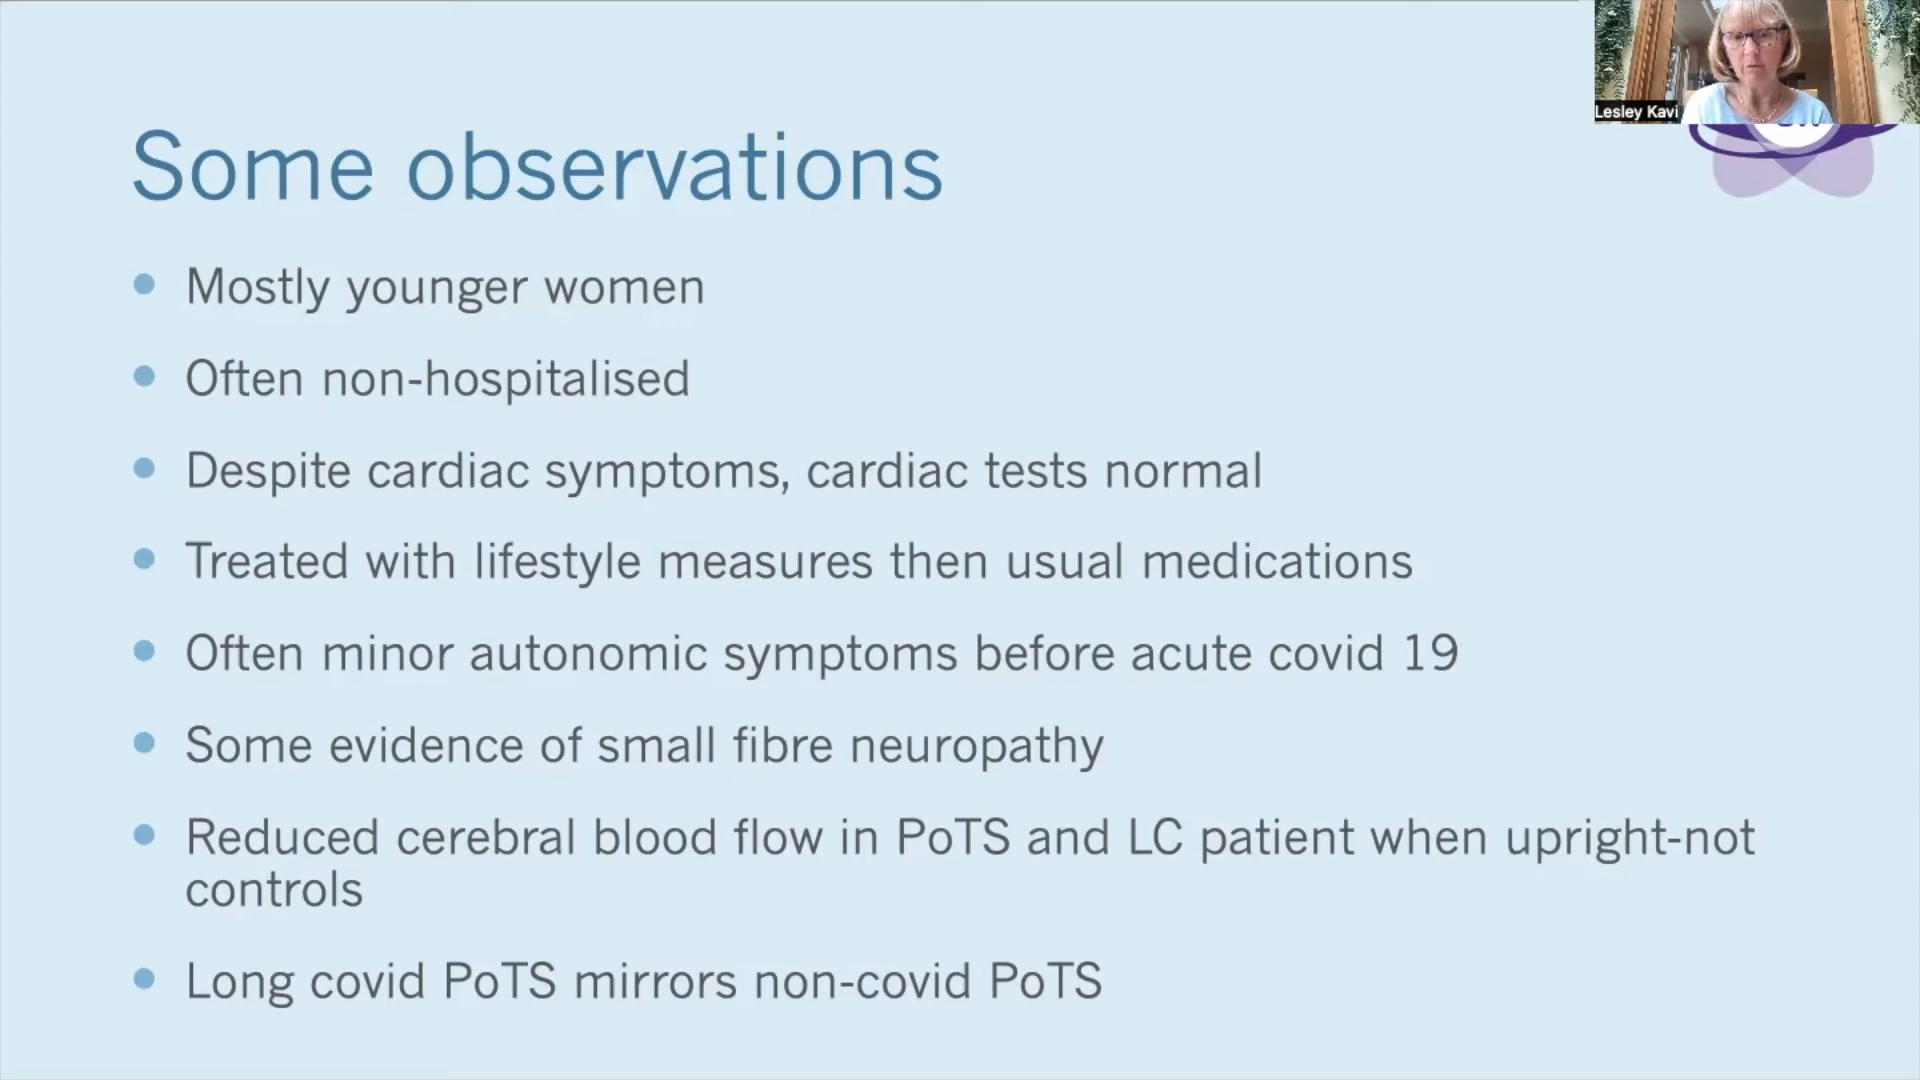 Lesley Kavi
Some observations
Mostly younger women
Often non-hospitalised
Despite cardiac symptoms, cardiac tests normal
Treated with lifestyle measures then usual medications
Often minor autonomic symptoms before acute covid 19
Some evidence of small fibre neuropathy
Reduced cerebral blood flow in PoTS and LC patient when upright-not
controls
Long covid PoTS mirrors non-covid PoTS